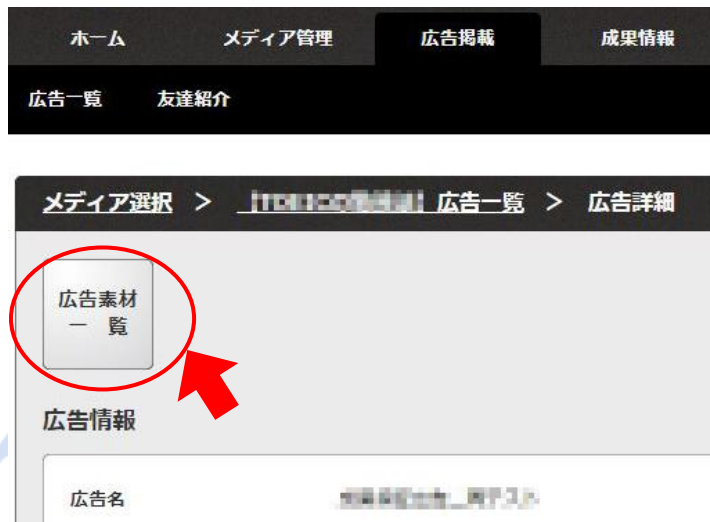 ホーム メディア管理 広告掲載 成果情報
広告一覧 友達紹介
メディア選択 > 広告一覧 > 広告詳細
広告素材
一 覧
広告情報
広告名